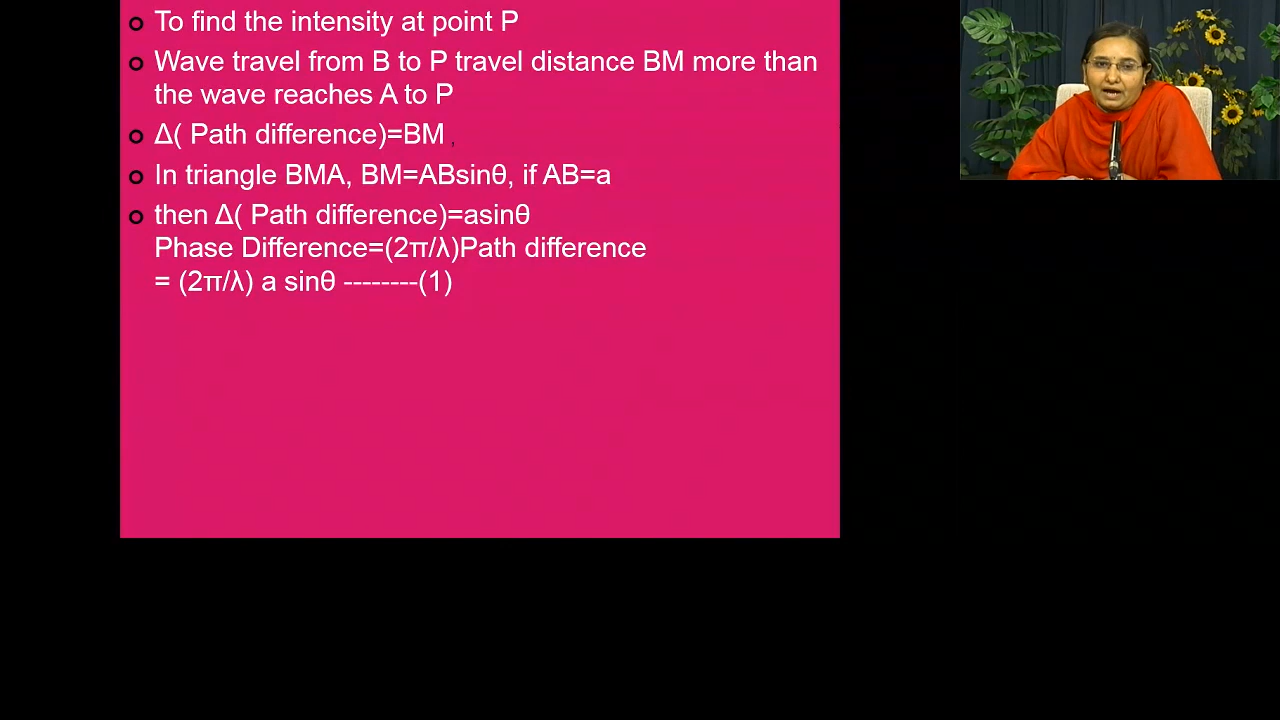 To find the intensity at point P
Wave travel from B to P travel distance BM more than
the wave reaches A to P
Δ( Path difference)=BM ,
In triangle BMA, BM=ABsinθ, if AB=a
then Δ( Path difference)=asinθ
Phase Difference=(2π/λ)Path difference
= (2π/λ) a sinθ --------(1)